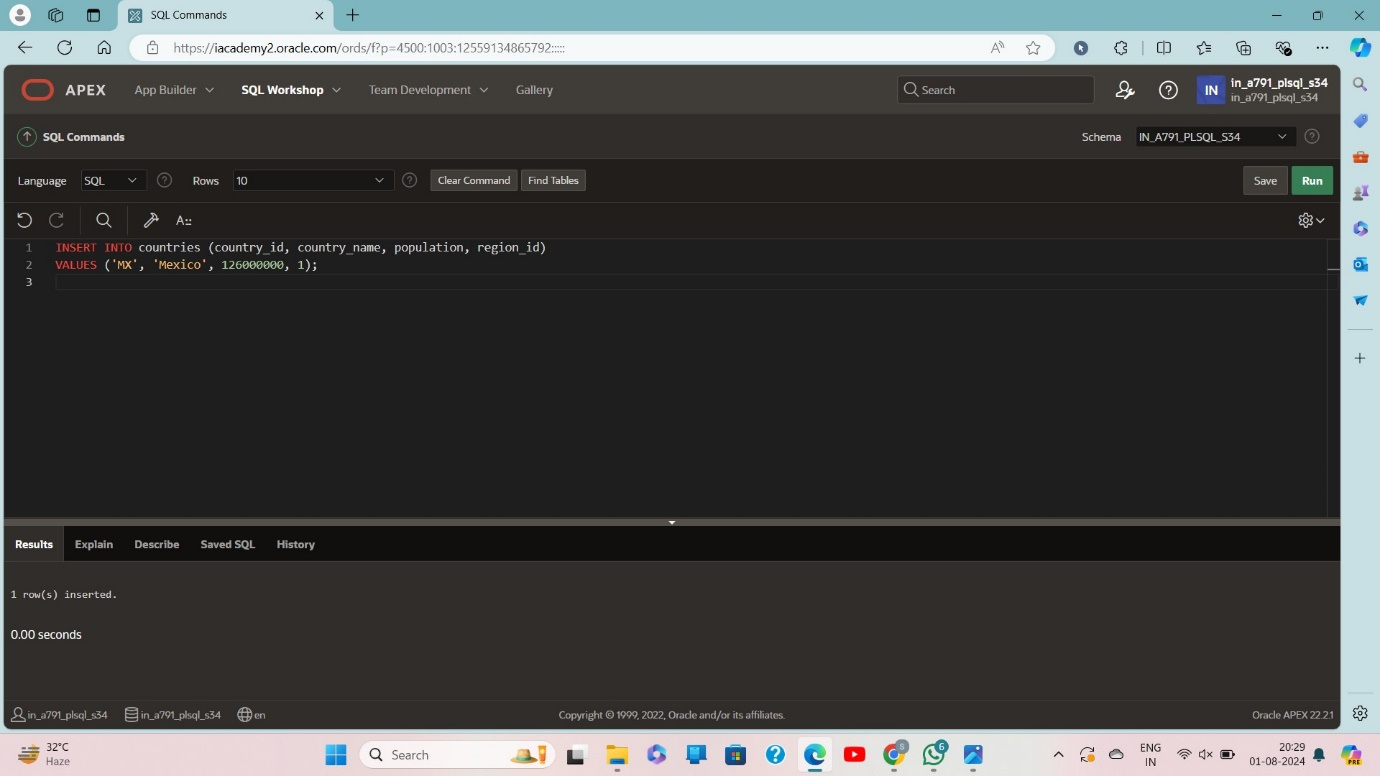 SQL Commands
https://iacademy2.oracle.com/ords/f?p=4500:1003:12559134865792:::::
APEX App Builder SQL Workshop Team Development Gallery Search IN in_a791_plsql_s34
in_a791_plsql_s34
SQL Commands Schema IN_A791_PLSQL_S34
Language SQL Rows 10 Clear Command Find Tables Save Run
1 INSERT INTO countries (country_id, country_name, population, region_id)
2 VALUES ('MX', 'Mexico', 126000000, 1);
3
Results Explain Describe Saved SQL History
1 row(s) inserted.
0.00 seconds
in_a791_plsql_s34 in_a791_plsql_s34 en Copyright © 1999, 2022, Oracle and/or its affiliates. Oracle APEX 22.2.1
32°C
Haze
Search
S
6
ENG
IN
20:29
01-08-2024
PRE